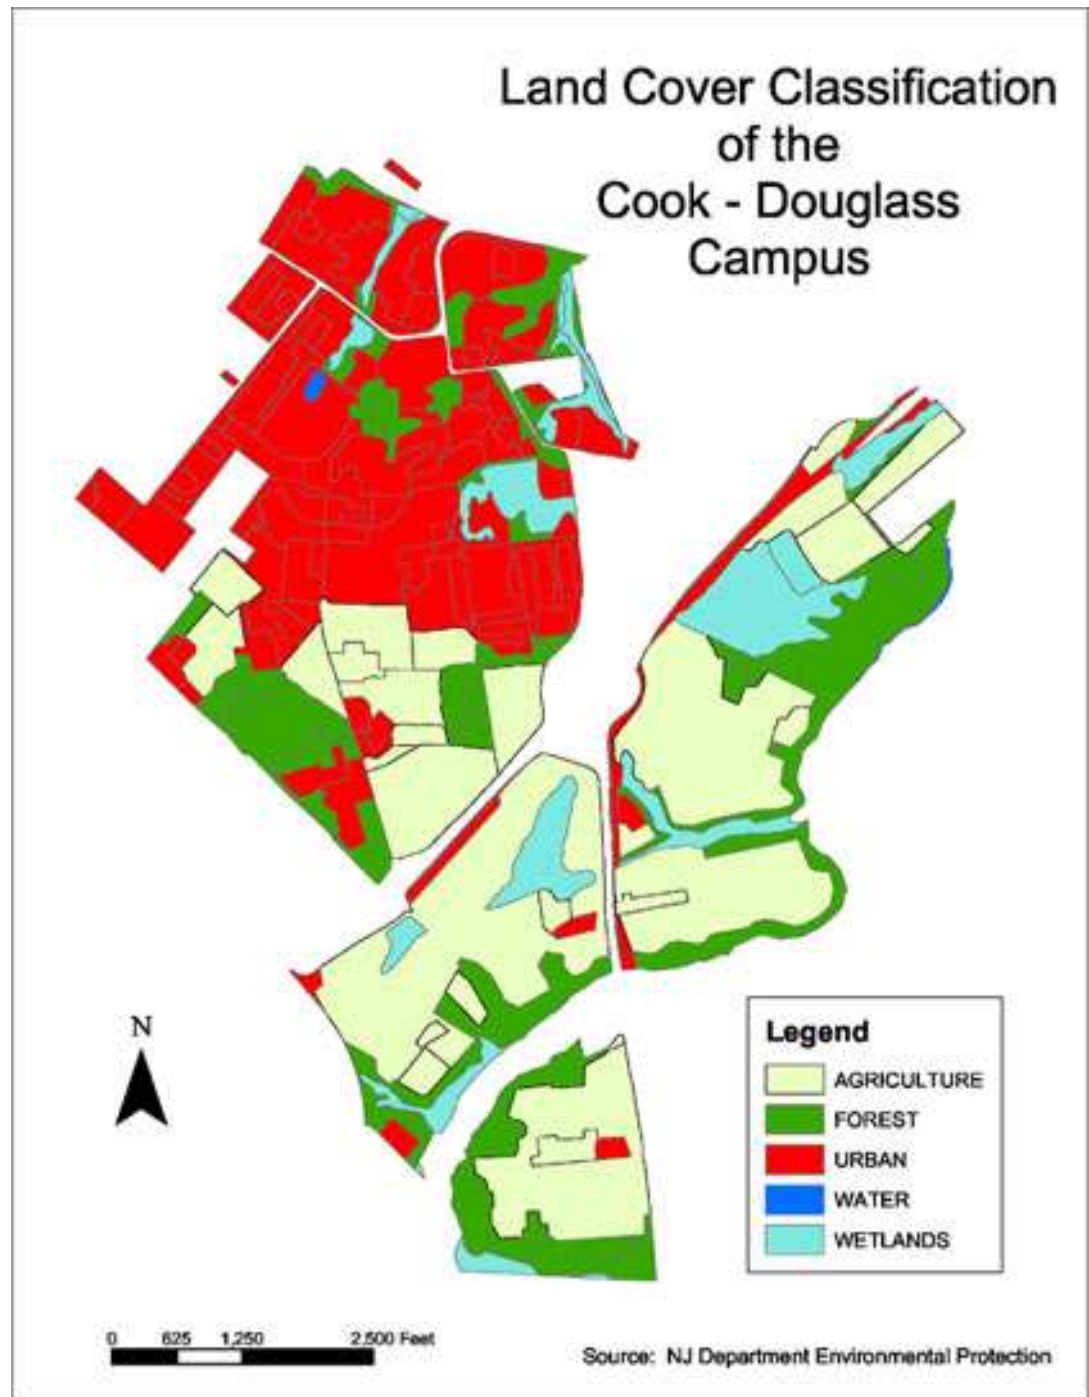 Land Cover Classification
of the
Cook - Douglass
Campus
N
Legend
AGRICULTURE
FOREST
URBAN
WATER
WETLANDS
0 625 1,250 2,500 Feet
Source: NJ Department Environmental Protection